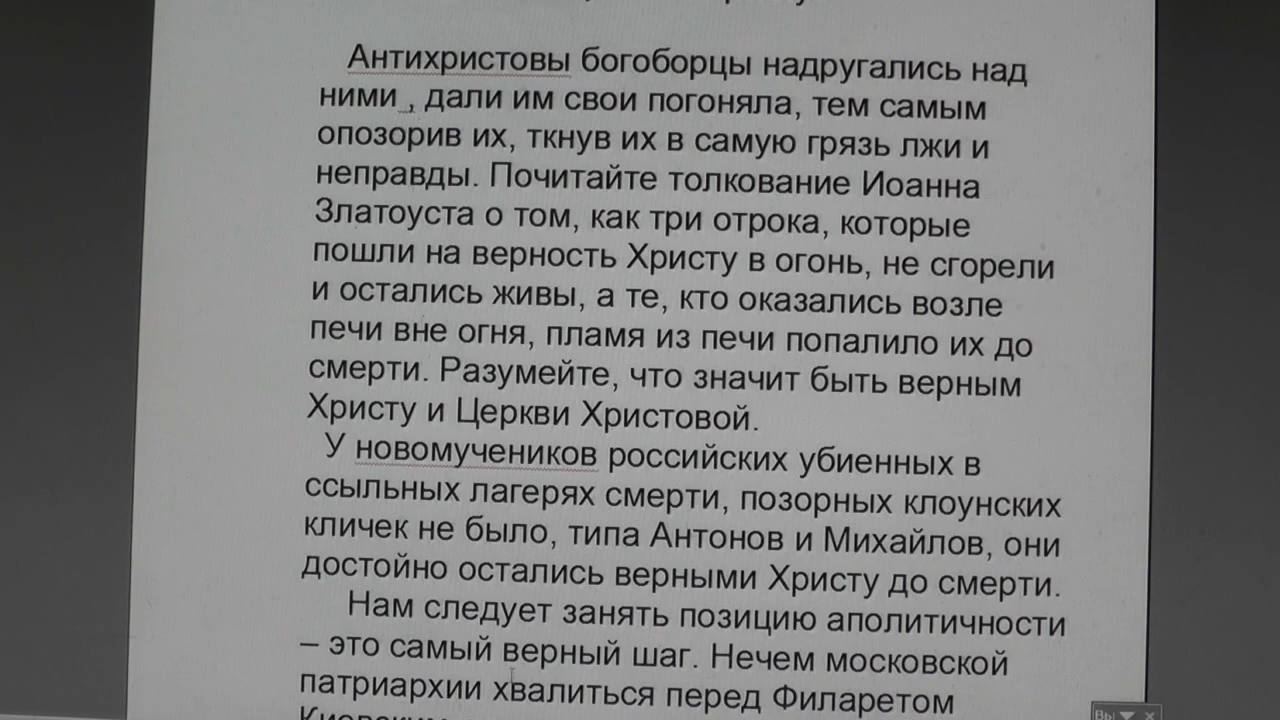 Антихристовы богоборцы надругались над
ними , дали им свои погоняла, тем самым
опозорив их, ткнув их в самую грязь лжи и
неправды. Почитайте толкование Иоанна
Златоуста о том, как три отрока, которые
пошли на верность Христу в огонь, не сгорели
и остались живы, а те, кто оказались возле
печи вне огня, пламя из печи попалило их до
смерти. Разумейте, что значит быть верным
Христу и Церкви Христовой.
У новомучеников российских убиенных в
ссыльных лагерях смерти, позорных клоунских
кличек не было, типа Антонов и Михайлов, они
достойно остались верными Христу до смерти.
Нам следует занять позицию аполитичности
– это самый верный шаг. Нечем московской
патриархии хвалиться перед Филаретом